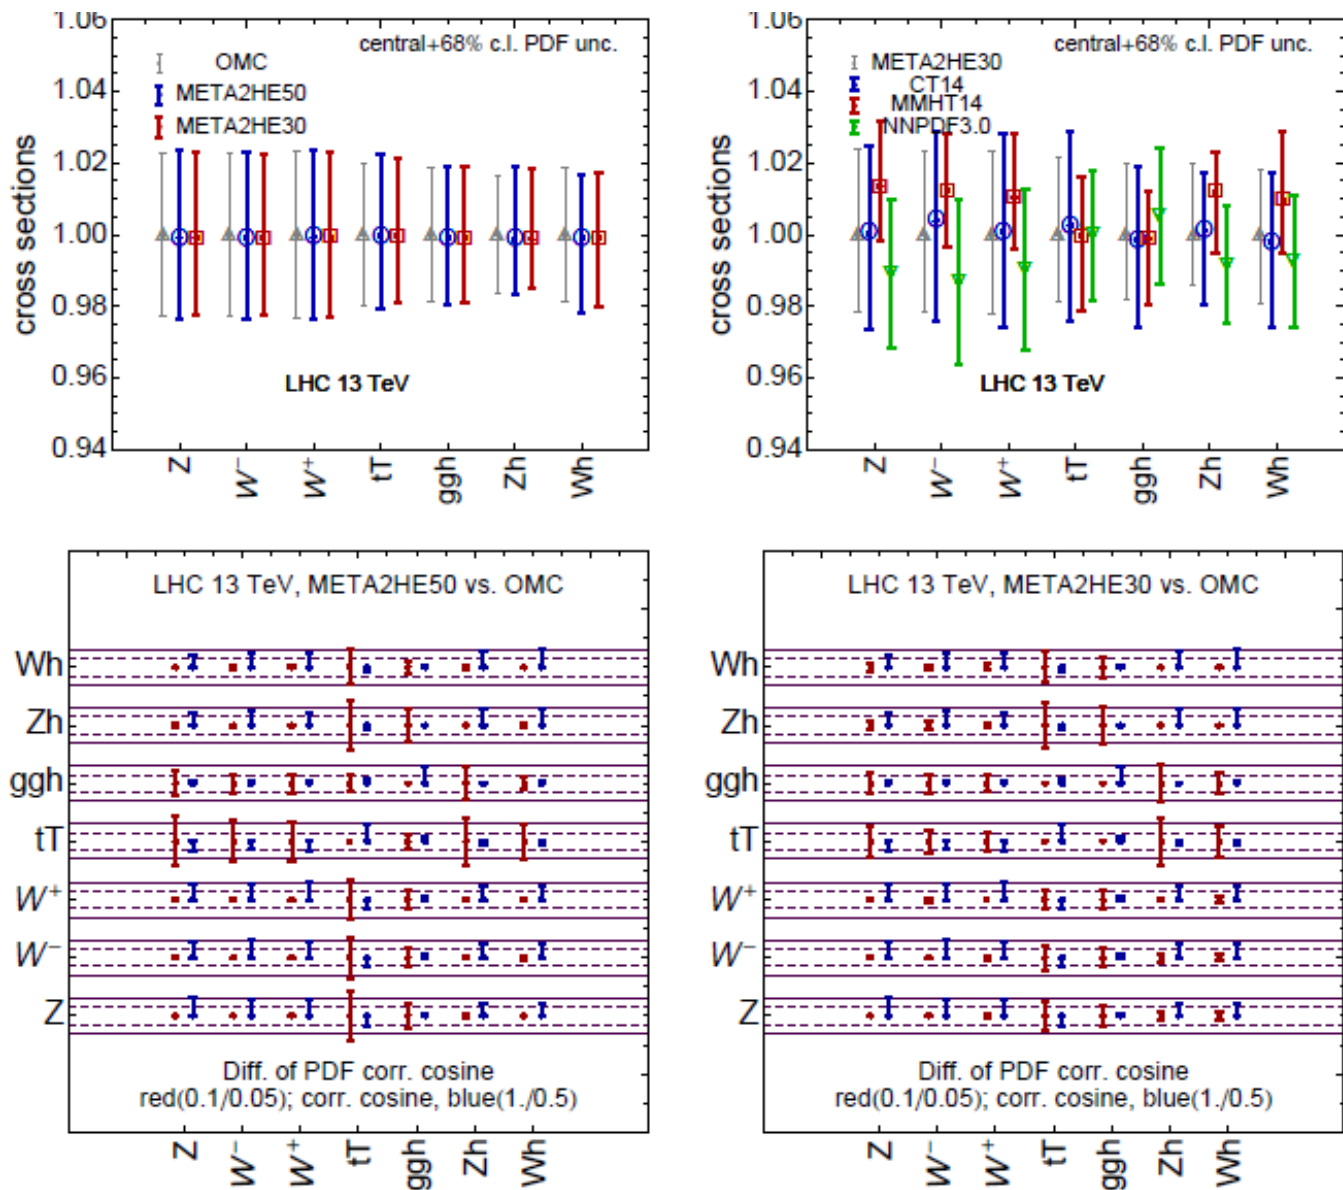 1.06
central+68% c.l. PDF unc.
OMC
1.04
META2HE50
META2HE30
1.02
1.00
0.98
0.96
LHC 13 TeV
0.94
cross sections
Z
W−
W+
tT
ggh
Zh
Wh
1.06
central+68% c.l. PDF unc.
META2HE30
1.04
CT14
MMHT14
NNPDF3.0
1.02
1.00
0.98
0.96
LHC 13 TeV
0.94
cross sections
Z
W−
W+
tT
ggh
Zh
Wh
LHC 13 TeV, META2HE50 vs. OMC
Wh
Zh
ggh
tT
W+
W−
Z
Diff. of PDF corr. cosine
red(0.1/0.05); corr. cosine, blue(1./0.5)
Z
W−
W+
tT
ggh
Zh
Wh
LHC 13 TeV, META2HE30 vs. OMC
Wh
Zh
ggh
tT
W+
W−
Z
Diff. of PDF corr. cosine
red(0.1/0.05); corr. cosine, blue(1./0.5)
Z
W−
W+
tT
ggh
Zh
Wh